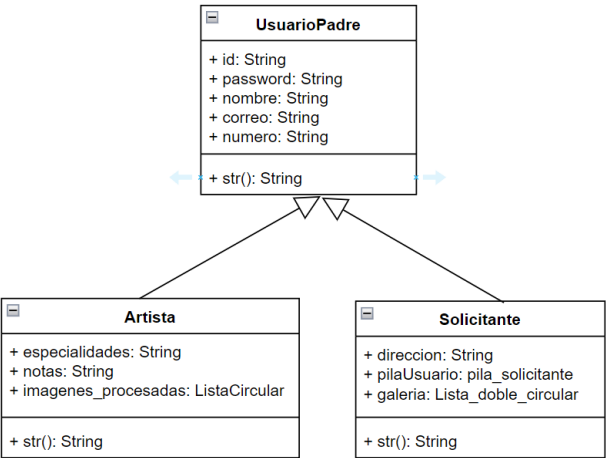 UsuarioPadre
+ id: String
+ password: String
+ nombre: String
+ correo: String
+ numero: String
+ str(): String
Artista
+ especialidades: String
+ notas: String
+ imagenes_procesadas: ListaCircular
+ str(): String
Solicitante
+ direccion: String
+ pilaUsuario: pila_solicitante
+ galeria: Lista_doble_circular
+ str(): String